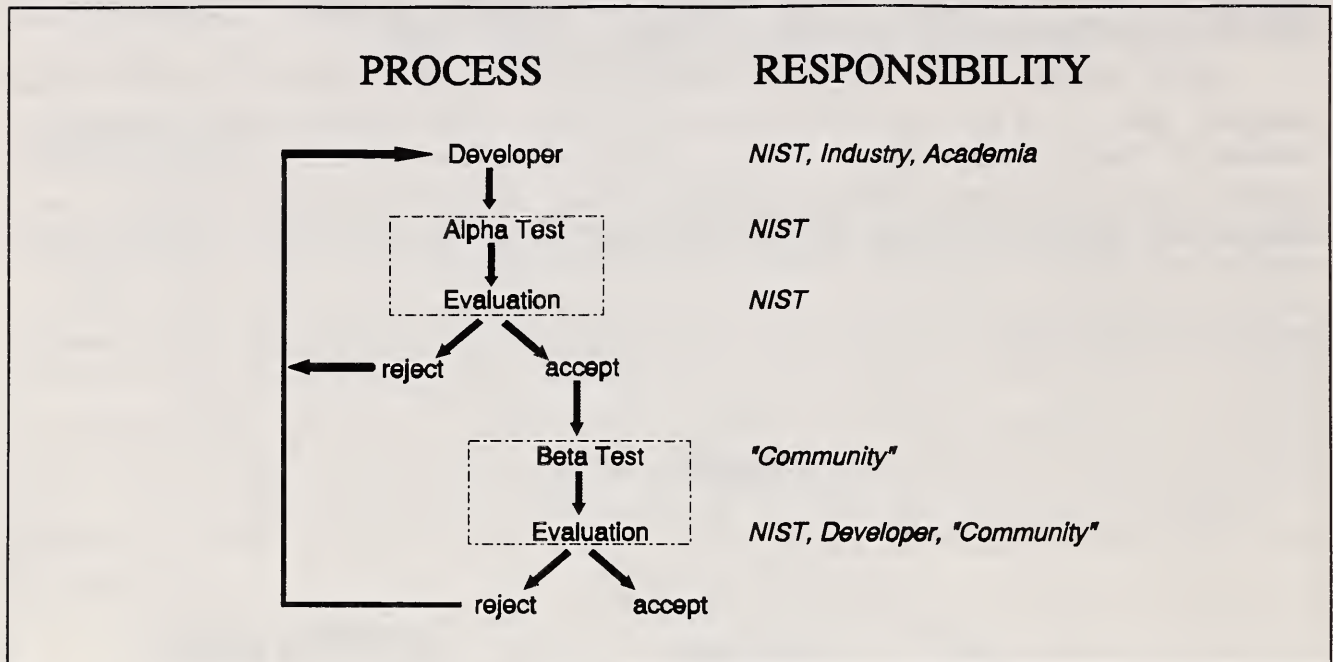 PROCESS RESPONSIBILITY
Developer NIST, Industry, Academia
Alpha Test NIST
Evaluation NIST
reject accept
Beta Test "Community"
Evaluation NIST, Developer, "Community"
reject accept